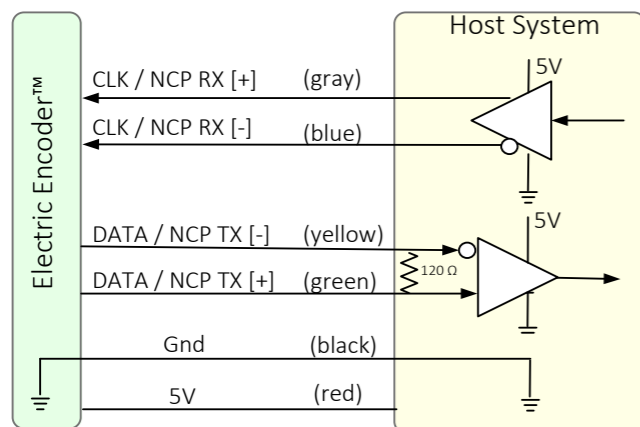 Host System
5V
CLK / NCP RX [+] (gray)
CLK / NCP RX [-] (blue)
Electric Encoder™
5V
DATA / NCP TX [-] (yellow)
120 Ω
DATA / NCP TX [+] (green)
Gnd (black)
5V (red)